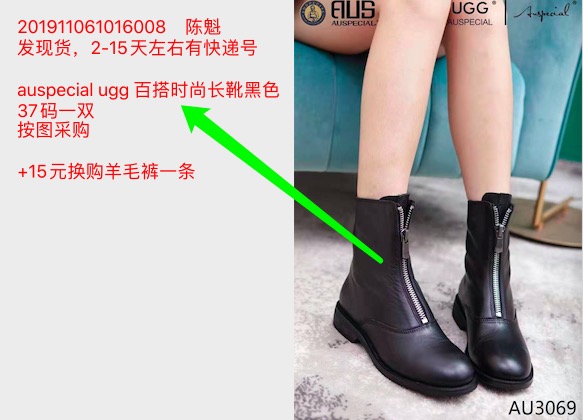 201911061016008 陈魁
发现货，2-15天左右有快递号
auspecial ugg 百搭时尚长靴黑色
37码一双
按图采购
+15元换购羊毛裤一条
AUS
AUSPECIAL
UGG
AUSPECIAL
Auspecial
AU3069